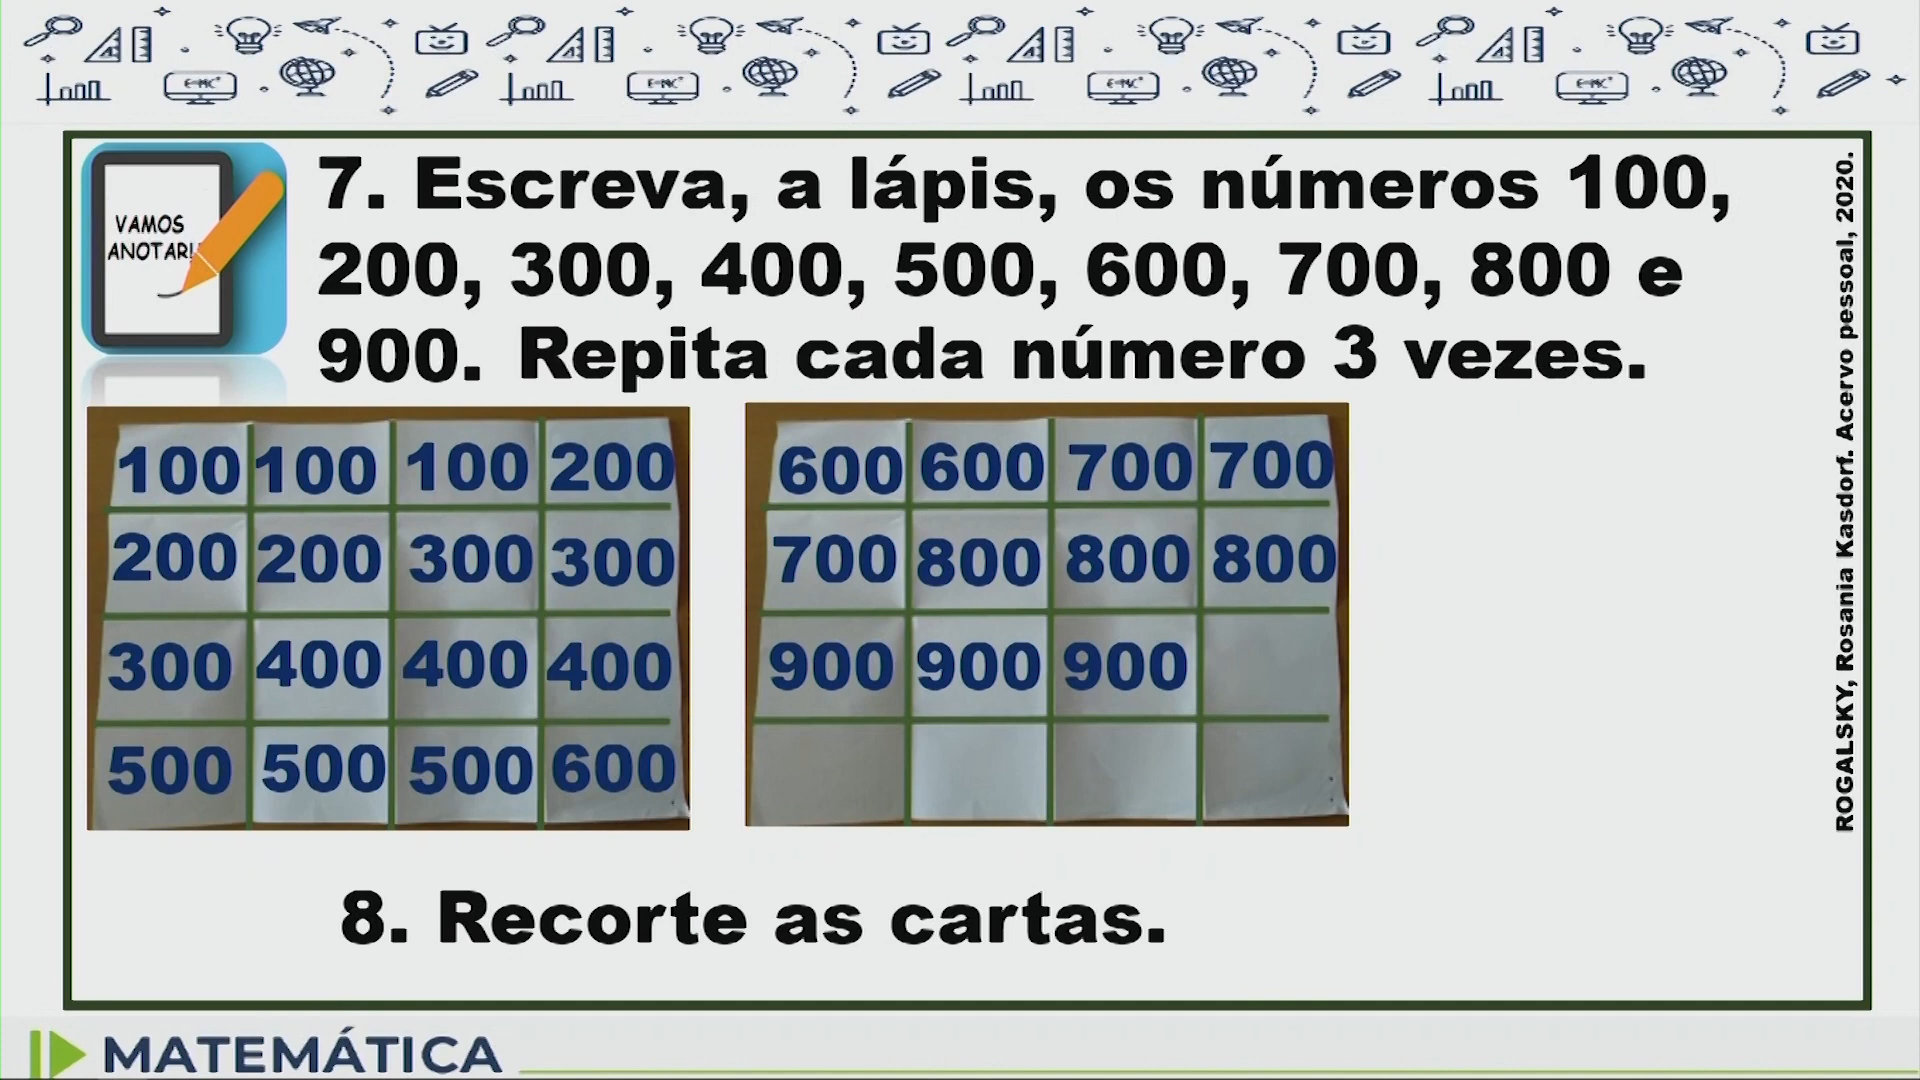 VAMOS
ANOTAR!
7. Escreva, a lápis, os números 100,
200, 300, 400, 500, 600, 700, 800 e
900. Repita cada número 3 vezes.
100 100 100 200
200 200 300 300
300 400 400 400
500 500 500 600
600 600 700 700
700 800 800 800
900 900 900
8. Recorte as cartas.
ROGALSKY, Rosania Kasdorf. Acervo pessoal, 2020.
MATEMÁTICA